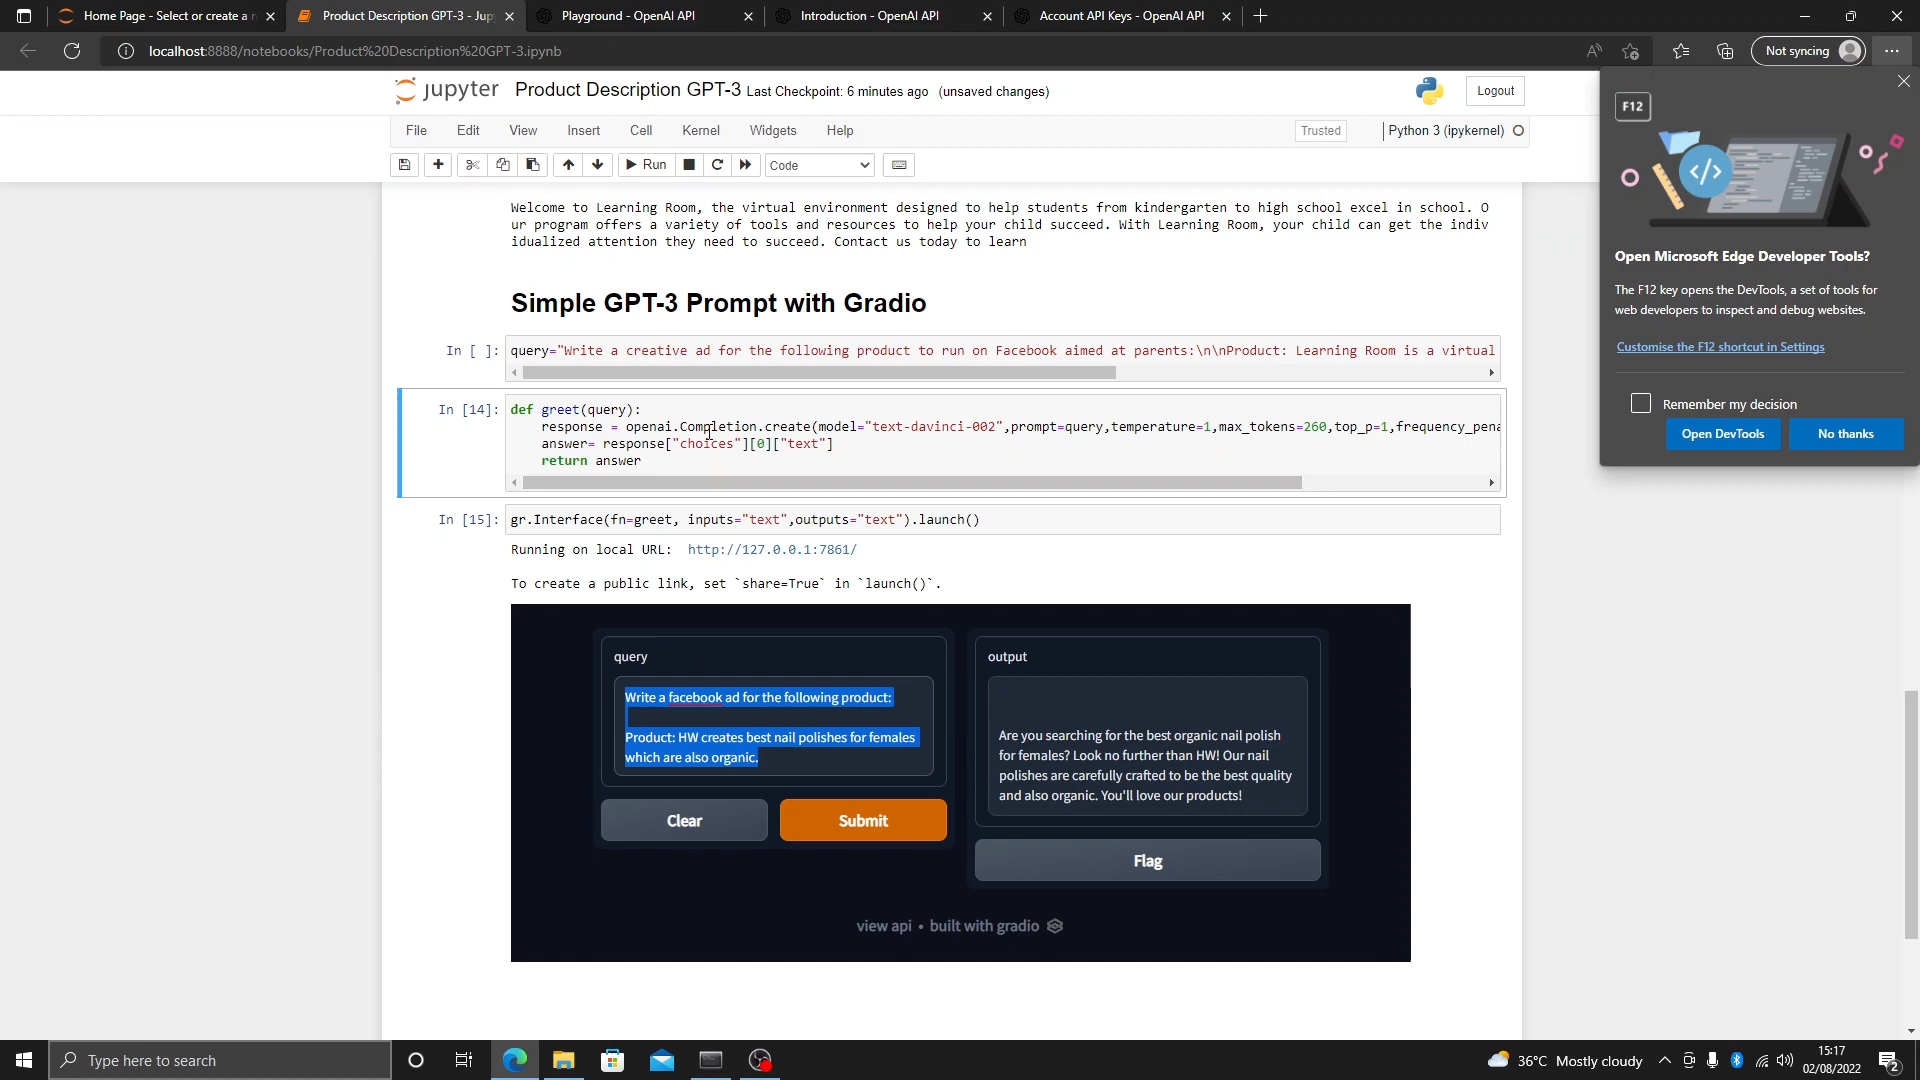 Home Page - Select or create a n
Product Description GPT-3 - Jup
Playground - OpenAI API
Introduction - OpenAI API
Account API Keys - OpenAI API
localhost:8888/notebooks/Product%20Description%20GPT-3.ipynb
Not syncing
jupyter Product Description GPT-3 Last Checkpoint: 6 minutes ago (unsaved changes)
Logout
File Edit View Insert Cell Kernel Widgets Help
Trusted
Python 3 (ipykernel)
Run
Code
Welcome to Learning Room, the virtual environment designed to help students from kindergarten to high school excel in school. O
ur program offers a variety of tools and resources to help your child succeed. With Learning Room, your child can get the indiv
idualized attention they need to succeed. Contact us today to learn
Simple GPT-3 Prompt with Gradio
In [ ]: query="Write a creative ad for the following product to run on Facebook aimed at parents:\n\nProduct: Learning Room is a virtual
In [14]: def greet(query):
response = openai.Completion.create(model="text-davinci-002",prompt=query,temperature=1,max_tokens=260,top_p=1,frequency_pena
answer= response["choices"][0]["text"]
return answer
In [15]: gr.Interface(fn=greet, inputs="text",outputs="text").launch()
Running on local URL: http://127.0.0.1:7861/
To create a public link, set `share=True` in `launch()`.
query
Write a facebook ad for the following product:
Product: HW creates best nail polishes for females
which are also organic.
Clear
Submit
output
Are you searching for the best organic nail polish
for females? Look no further than HW! Our nail
polishes are carefully crafted to be the best quality
and also organic. You'll love our products!
Flag
view api • built with gradio
F12
Open Microsoft Edge Developer Tools?
The F12 key opens the DevTools, a set of tools for
web developers to inspect and debug websites.
Customise the F12 shortcut in Settings
Remember my decision
Open DevTools
No thanks
Type here to search
36°C Mostly cloudy
15:17
02/08/2022
2